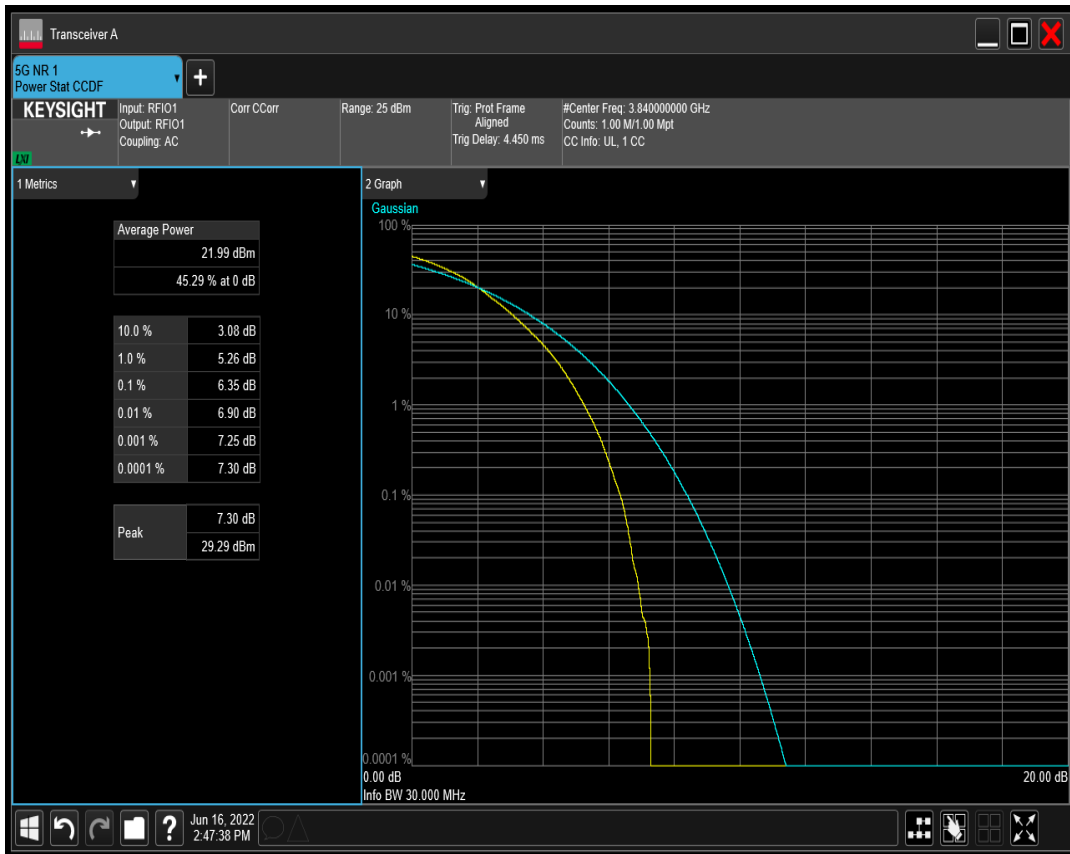 Transceiver A
5G NR 1
Power Stat CCDF
+
KEYSIGHT
LXI
Input: RFIO1
Output: RFIO1
Coupling: AC
Corr CCorr
Range: 25 dBm
Trig: Prot Frame
Aligned
Trig Delay: 4.450 ms
#Center Freq: 3.840000000 GHz
Counts: 1.00 M/1.00 Mpt
CC Info: UL, 1 CC
1 Metrics
Average Power
21.99 dBm
45.29 % at 0 dB
10.0 % 3.08 dB
1.0 % 5.26 dB
0.1 % 6.35 dB
0.01 % 6.90 dB
0.001 % 7.25 dB
0.0001 % 7.30 dB
Peak
7.30 dB
29.29 dBm
2 Graph
Gaussian
100 %
10 %
1 %
0.1 %
0.01 %
0.001 %
0.0001 %
0.00 dB 20.00 dB
Info BW 30.000 MHz
?
Jun 16, 2022
2:47:38 PM